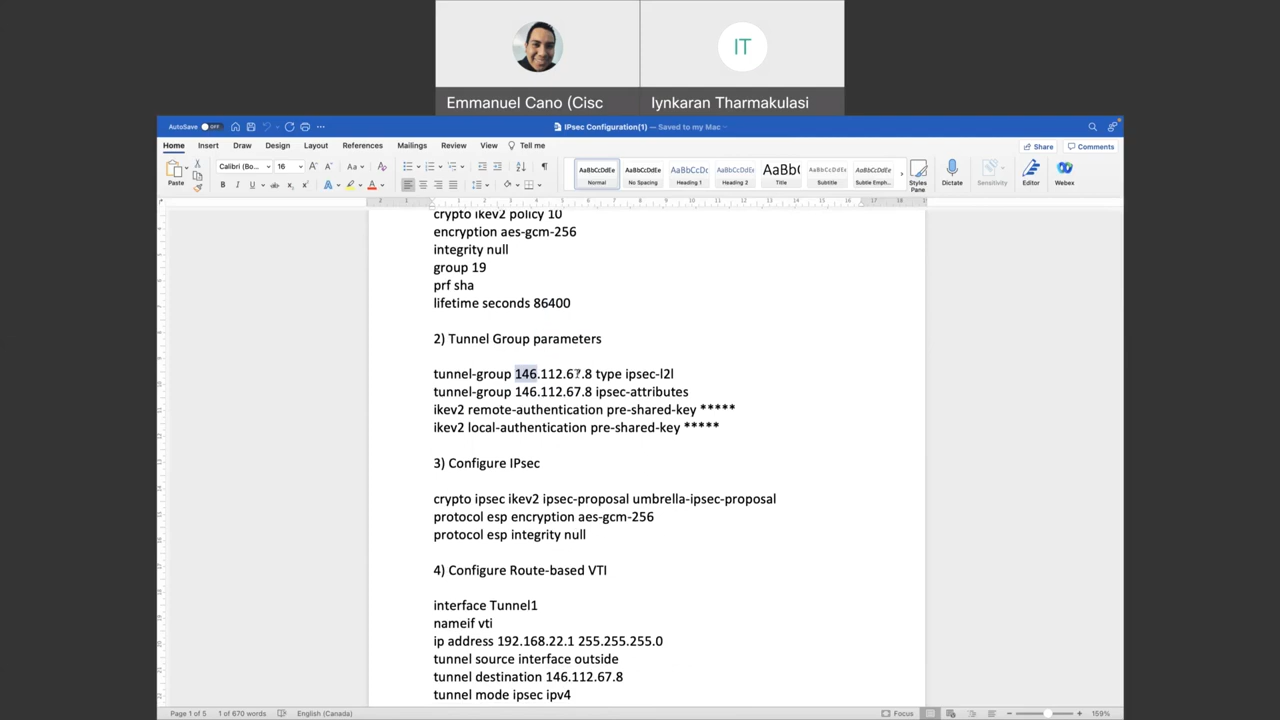 IT
Emmanuel Cano (Cisc
Iynkaran Tharmakulasi
AutoSave OFF
IPsec Configuration(1) — Saved to my Mac
Home Insert Draw Design Layout References Mailings Review View Tell me
Share Comments
Paste
Calibri (Bo... 16
AaBbCcDdEe AaBbCcDdEe AaBbCcDc AaBbCcDdEe AaBb( AaBbCcDdEe AaBbCcDdEe
Normal No Spacing Heading 1 Heading 2 Title Subtitle Subtle Emph...
Styles Pane Dictate Sensitivity Editor Webex
crypto ikev2 policy 10
encryption aes-gcm-256
integrity null
group 19
prf sha
lifetime seconds 86400
2) Tunnel Group parameters
tunnel-group 146.112.67.8 type ipsec-l2l
tunnel-group 146.112.67.8 ipsec-attributes
ikev2 remote-authentication pre-shared-key *****
ikev2 local-authentication pre-shared-key *****
3) Configure IPsec
crypto ipsec ikev2 ipsec-proposal umbrella-ipsec-proposal
protocol esp encryption aes-gcm-256
protocol esp integrity null
4) Configure Route-based VTI
interface Tunnel1
nameif vti
ip address 192.168.22.1 255.255.255.0
tunnel source interface outside
tunnel destination 146.112.67.8
tunnel mode ipsec ipv4
Page 1 of 5 1 of 670 words English (Canada) Focus 159%